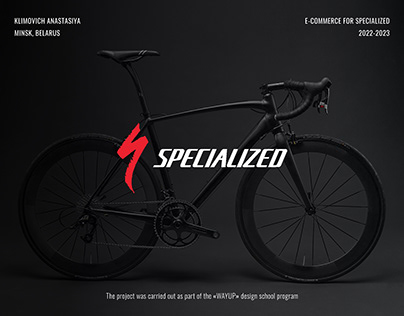 KLIMOVICH ANASTASIYA
MINSK, BELARUS
E-COMMERCE FOR SPECIALIZED
2022-2023
SPECIALIZED
The project was carried out as part of the «WAYUP» design school program